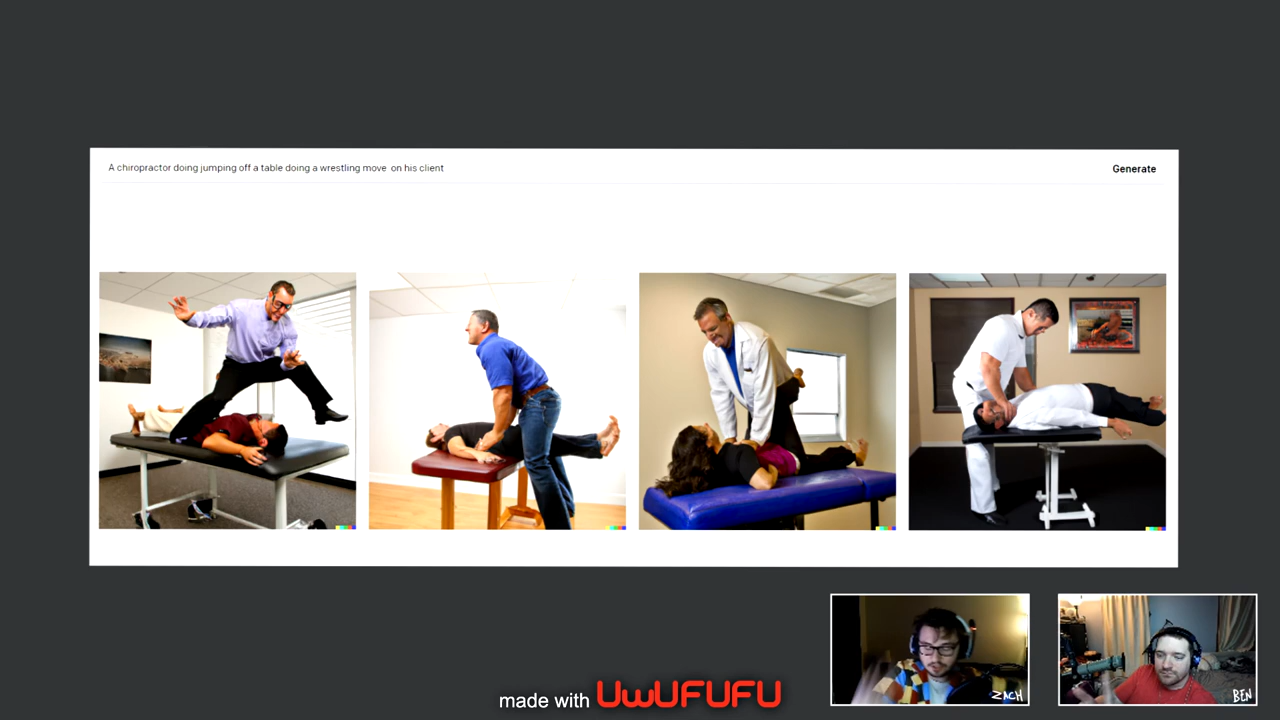 A chiropractor doing jumping off a table doing a wrestling move on his client
Generate
ZACH
BEN
made with UwUFUFU